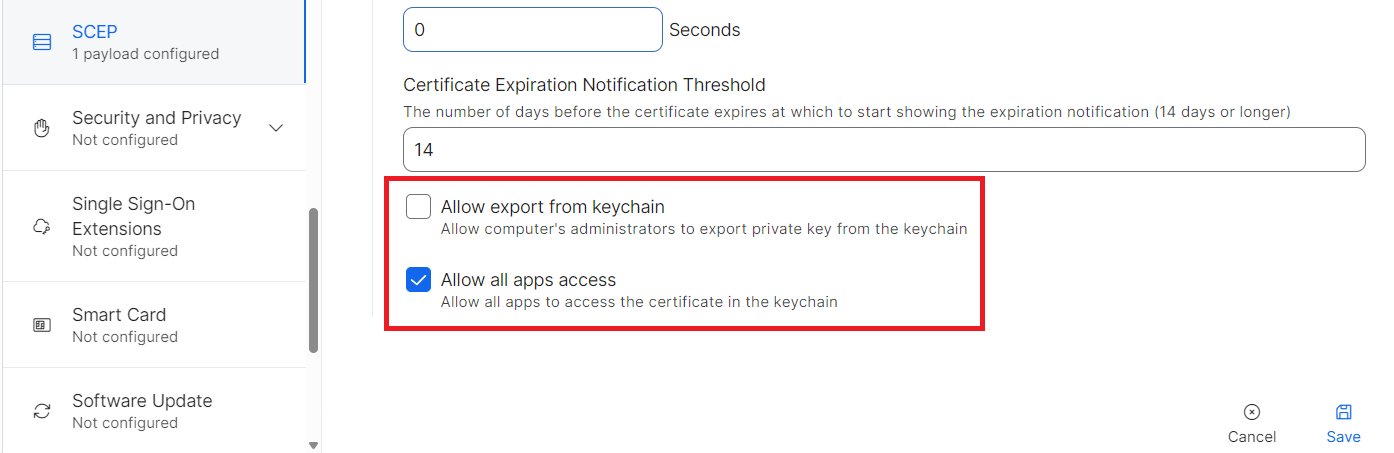 SCEP
1 payload configured
Security and Privacy
Not configured
Single Sign-On
Extensions
Not configured
Smart Card
Not configured
Software Update
Not configured
0 Seconds
Certificate Expiration Notification Threshold
The number of days before the certificate expires at which to start showing the expiration notification (14 days or longer)
14
Allow export from keychain
Allow computer's administrators to export private key from the keychain
Allow all apps access
Allow all apps to access the certificate in the keychain
Cancel
Save